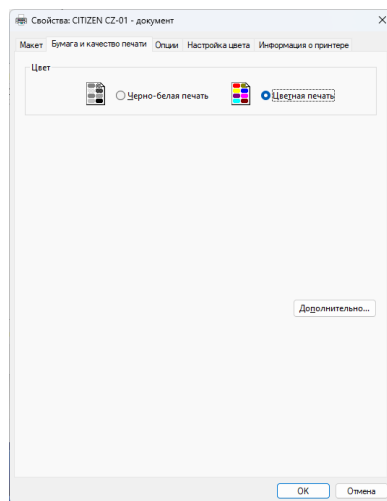 Свойства: CITIZEN CZ-01 - документ
Макет Бумага и качество печати Опции Настройка цвета Информация о принтере
Цвет
Черно-белая печать Цветная печать
Дополнительно...
OK Отмена